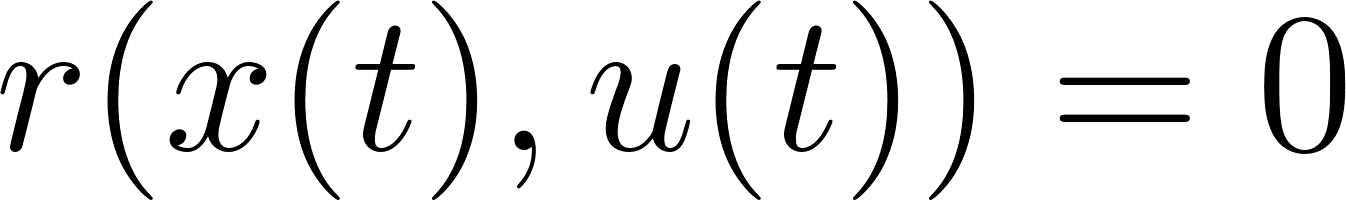 r(x(t), u(t)) = 0